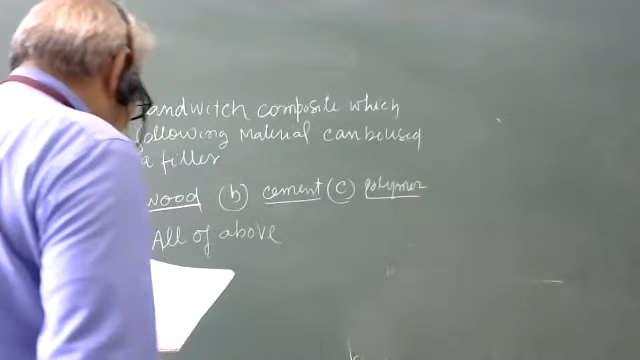 andwitch composite which
following Material can be used
a filler
wood (b) cement (c) polymer
All of above